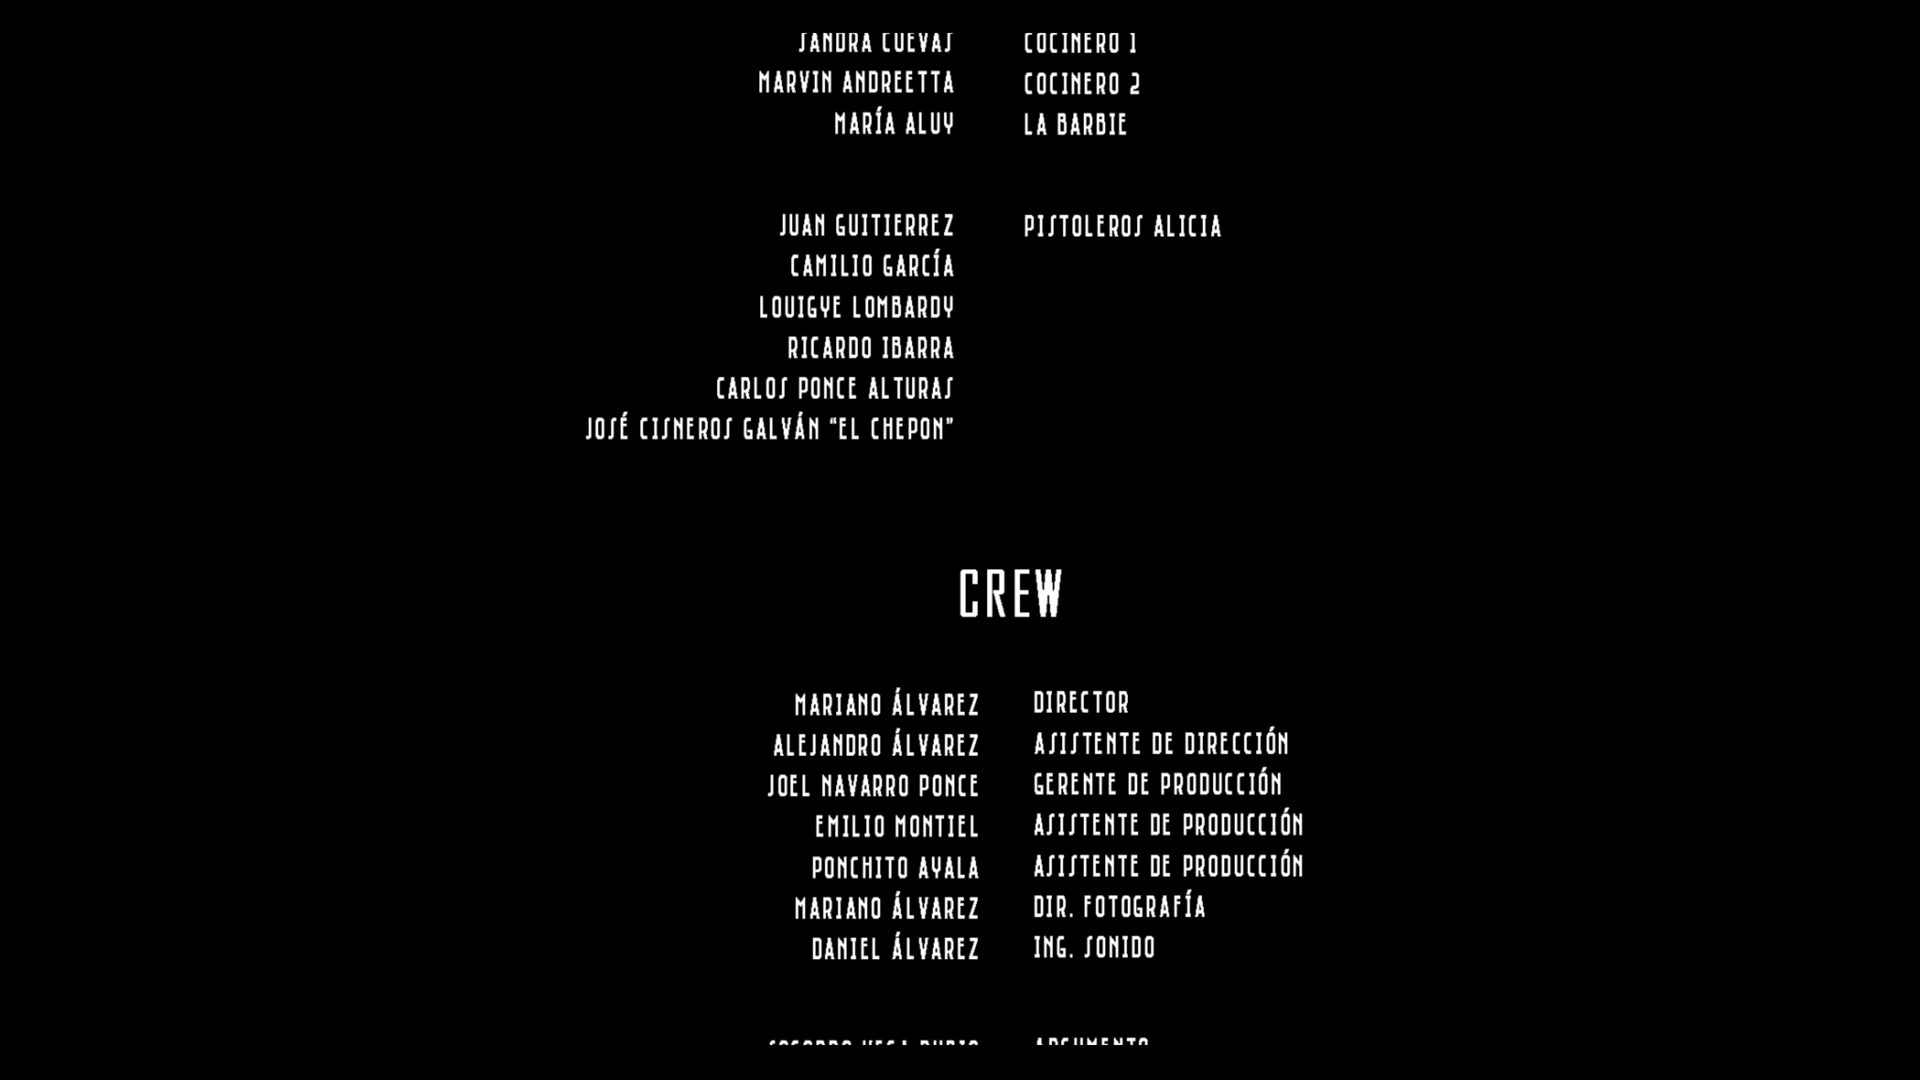 SANDRA CUEVAS COCINERO 1
MARVIN ANDREETTA COCINERO 2
MARÍA ALUY LA BARBIE
JUAN GUITIERREZ PISTOLEROS ALICIA
CAMILIO GARCÍA
LOUIGYE LOMBARDY
RICARDO IBARRA
CARLOS PONCE ALTURAS
JOSÉ CISNEROS GALVÁN “EL CHEPON”
CREW
MARIANO ÁLVAREZ DIRECTOR
ALEJANDRO ÁLVAREZ ASISTENTE DE DIRECCIÓN
JOEL NAVARRO PONCE GERENTE DE PRODUCCIÓN
EMILIO MONTIEL ASISTENTE DE PRODUCCIÓN
PONCHITO AYALA ASISTENTE DE PRODUCCIÓN
MARIANO ÁLVAREZ DIR. FOTOGRAFÍA
DANIEL ÁLVAREZ ING. SONIDO
ARGUMENTO